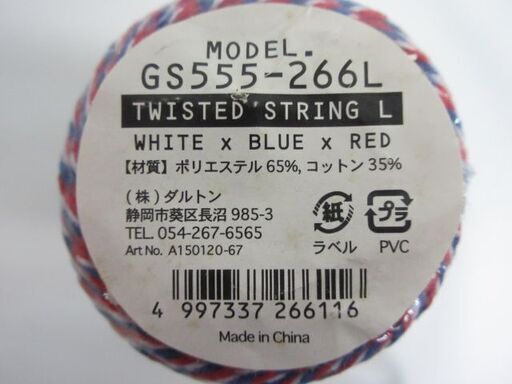 MODEL.
GS555-266L
TWISTED STRING L
WHITE x BLUE x RED
【材質】ポリエステル 65%, コットン 35%
(株) ダルトン
静岡市葵区長沼 985-3
TEL. 054-267-6565
Art No. A150120-67
紙
ラベル
プラ
PVC
4 997337 266116
Made in China